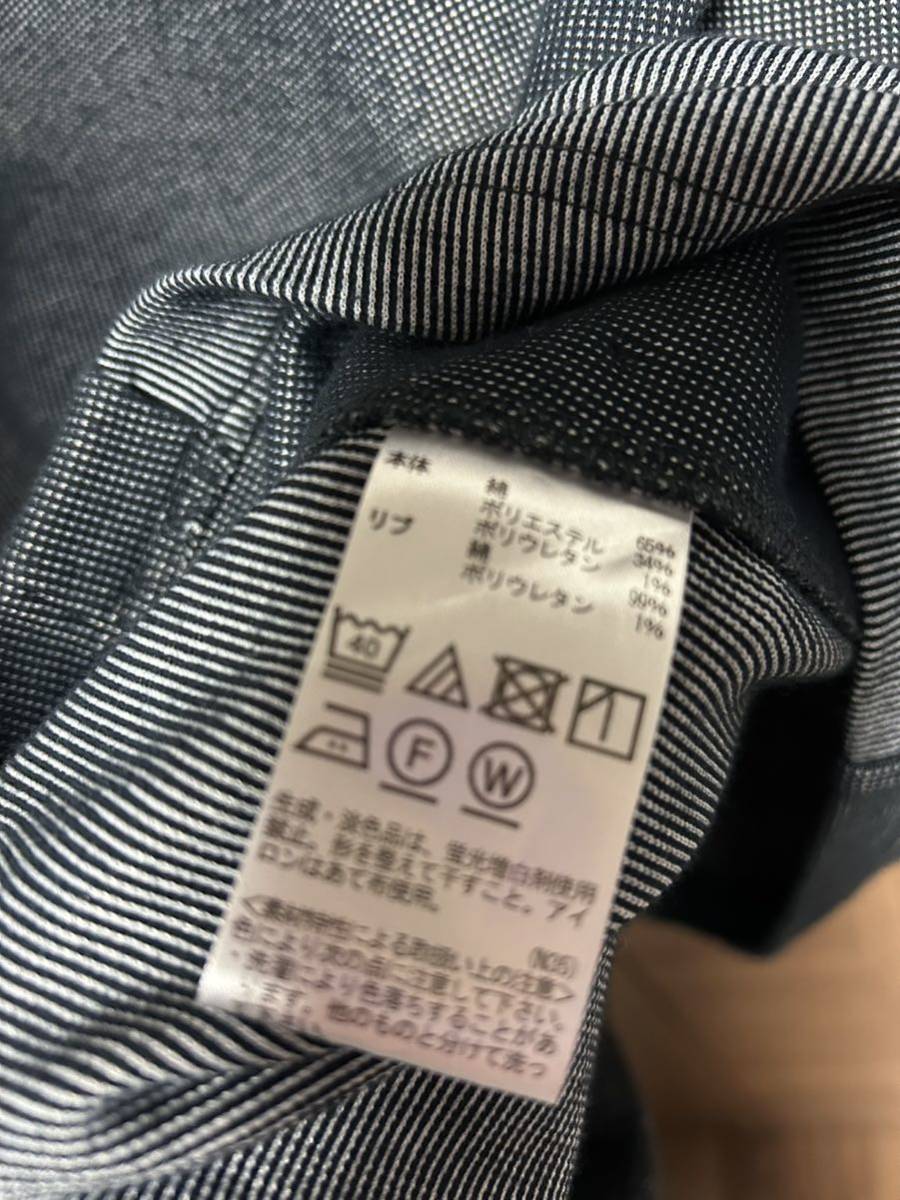 本体 綿 65%
ポリエステル 34%
ポリウレタン 1%
リブ 綿 99%
ポリウレタン 1%
40
F W
生成・淡色品は、蛍光増白剤使用
禁止。形を整えて干すこと。アイ
ロンはあて布使用。
(N35)
<素材特性による取扱い上の注意>
色により次の点に注意して下さい。
・洗濯により色落ちすることがあ
ります。他のものと分けて洗っ